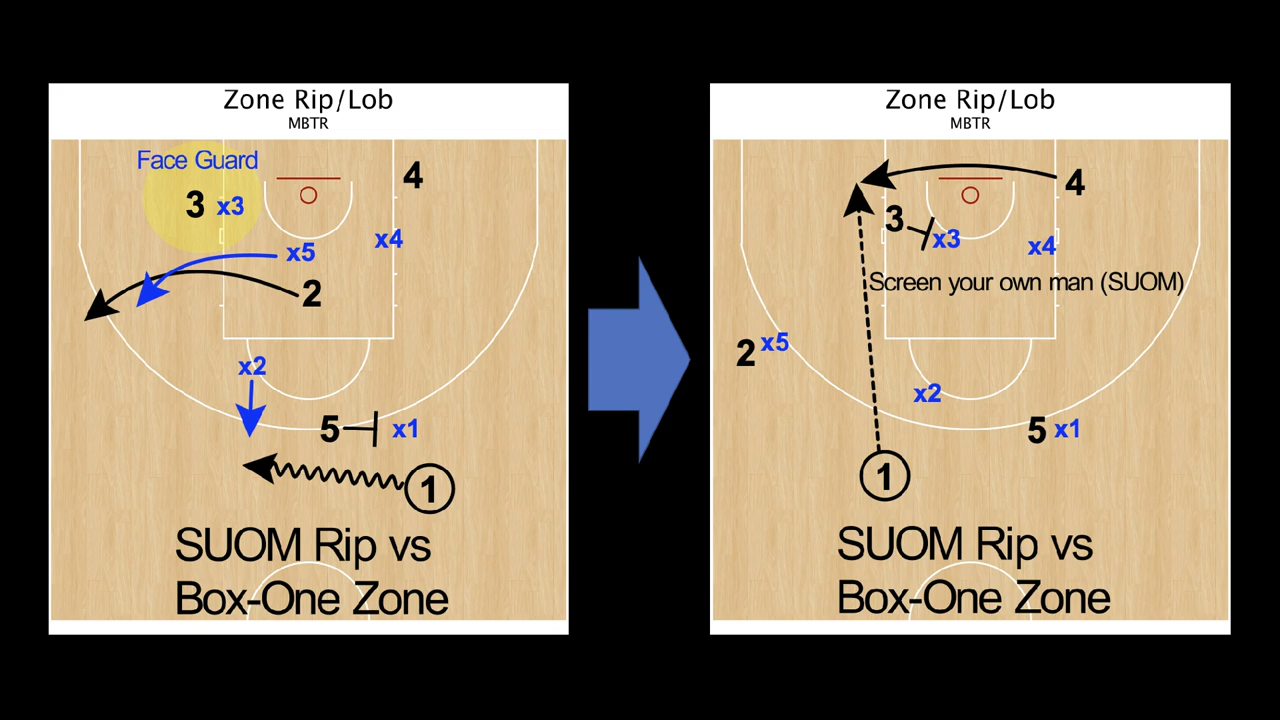 Zone Rip/Lob
MBTR
Face Guard
4
3 x3
x5
x4
2
x2
5
x1
1
SUOM Rip vs
Box-One Zone
Zone Rip/Lob
MBTR
4
3
x3
x4
Screen your own man (SUOM)
2 x5
x2
5 x1
1
SUOM Rip vs
Box-One Zone